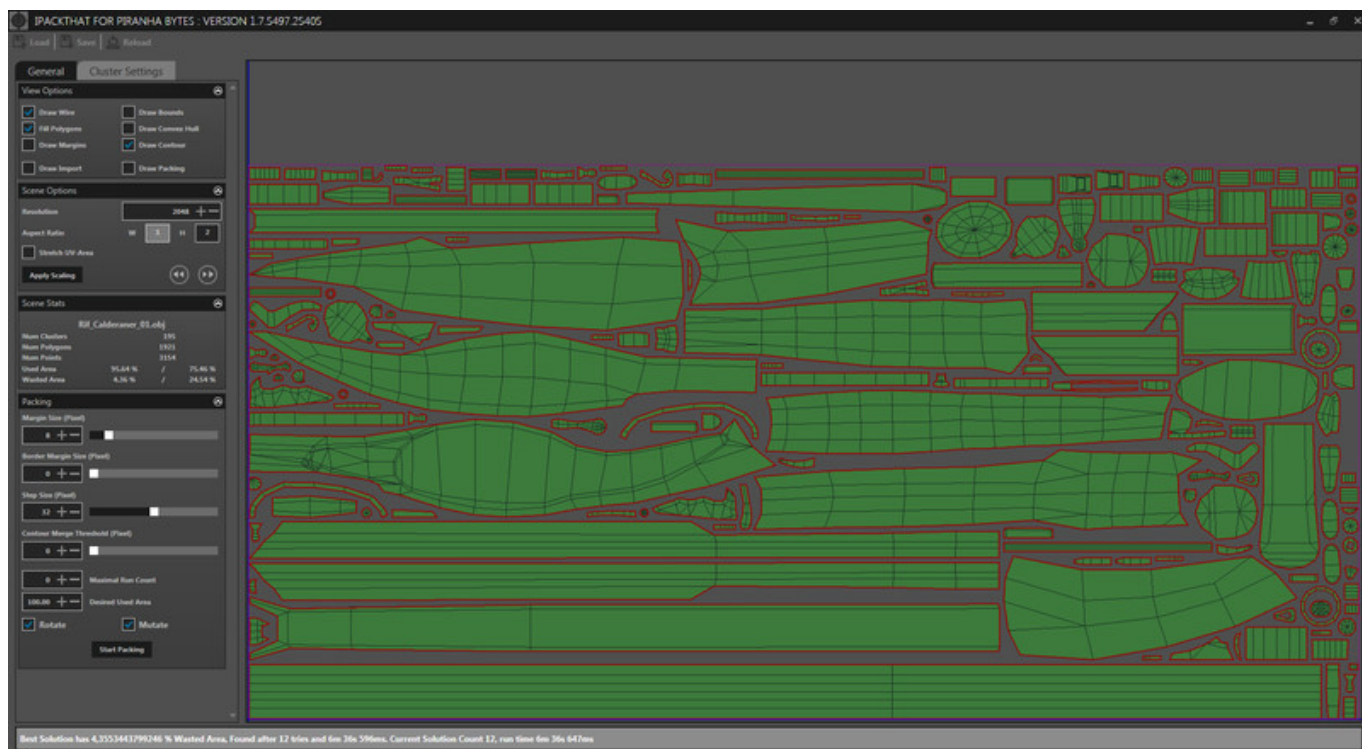 IPACKTHAT FOR PIRANHA BYTES : VERSION 1.7.5497.25405
Load Save Reload
General Cluster Settings
View Options
Draw Wire Draw Bounds
Fill Polygons Draw Convex Hull
Draw Margins Draw Contour
Draw Import Draw Packing
Scene Options
Resolution 2048
Aspect Ratio W 1 H 2
Stretch UV-Area
Apply Scaling
Scene Stats
Rif_Calderaner_01.obj
Num Clusters 195
Num Polygons 1921
Num Points 3154
Used Area 95,64 % / 75,46 %
Wasted Area 4,36 % / 24,54 %
Packing
Margin Size (Pixel)
8
Border Margin Size (Pixel)
0
Step Size (Pixel)
32
Contour Merge Threshold (Pixel)
0
0 Maximal Run Count
100.00 Desired Used Area
Rotate Mutate
Start Packing
Best Solution has 4,3553443799246 % Wasted Area, Found after 12 tries and 6m 36s 596ms. Current Solution Count 12, run time 6m 36s 647ms